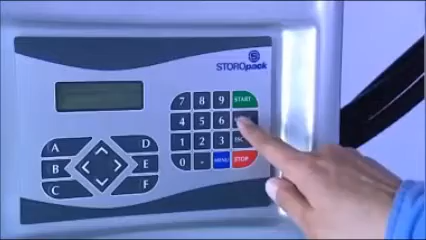 S
STOROpack
7 8 9 START
4 5 6
1 2 3
0 . MENU STOP
A D
B E
C F